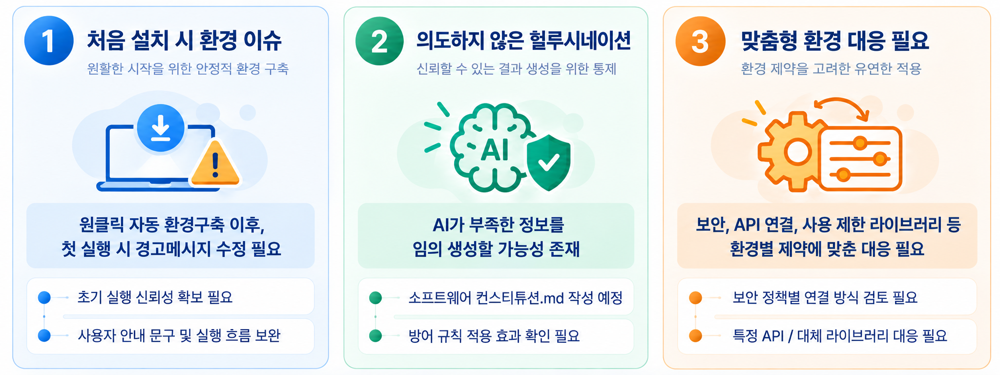 1
처음 설치 시 환경 이슈
원활한 시작을 위한 안정적 환경 구축
원클릭 자동 환경구축 이후,
첫 실행 시 경고메시지 수정 필요
초기 실행 신뢰성 확보 필요
사용자 안내 문구 및 실행 흐름 보완
2
의도하지 않은 헐루시네이션
신뢰할 수 있는 결과 생성을 위한 통제
AI
AI가 부족한 정보를
임의 생성할 가능성 존재
소프트웨어 컨스티튜션.md 작성 예정
방어 규칙 적용 효과 확인 필요
3
맞춤형 환경 대응 필요
환경 제약을 고려한 유연한 적용
보안, API 연결, 사용 제한 라이브러리 등
환경별 제약에 맞춘 대응 필요
보안 정책별 연결 방식 검토 필요
특정 API / 대체 라이브러리 대응 필요